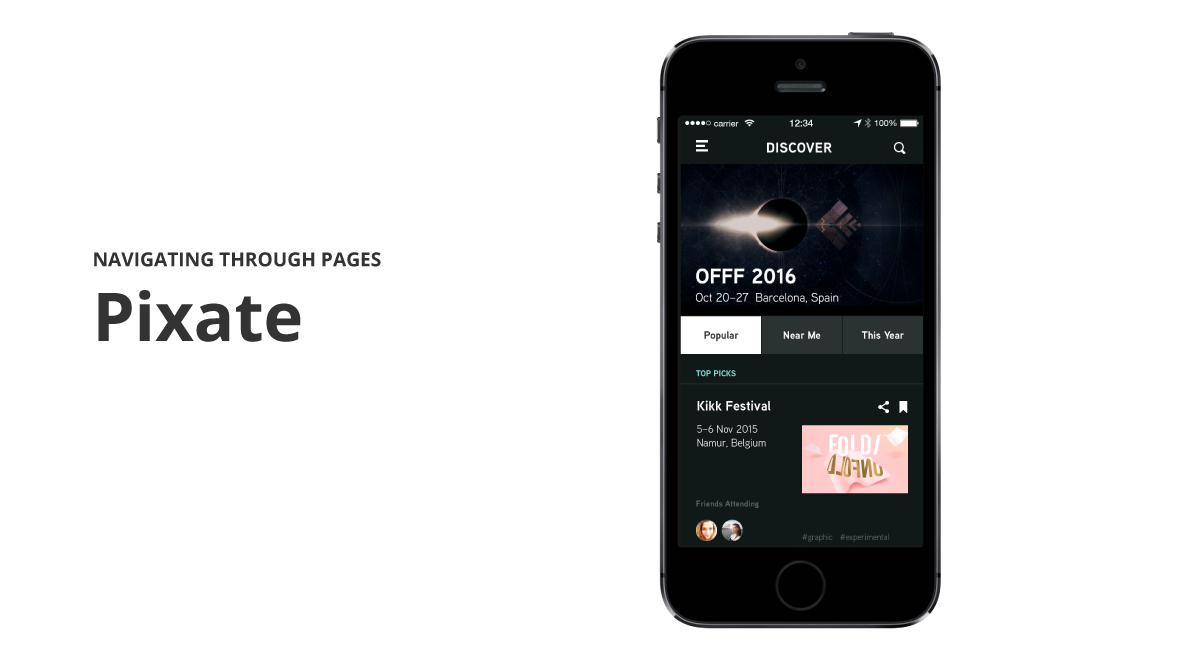 NAVIGATING THROUGH PAGES
Pixate
carrier 12:34 100%
DISCOVER
OFFF 2016
Oct 20–27 Barcelona, Spain
Popular Near Me This Year
TOP PICKS
Kikk Festival
5–6 Nov 2015
Namur, Belgium
FOLD/
UNFOLD
Friends Attending
#graphic #experimental